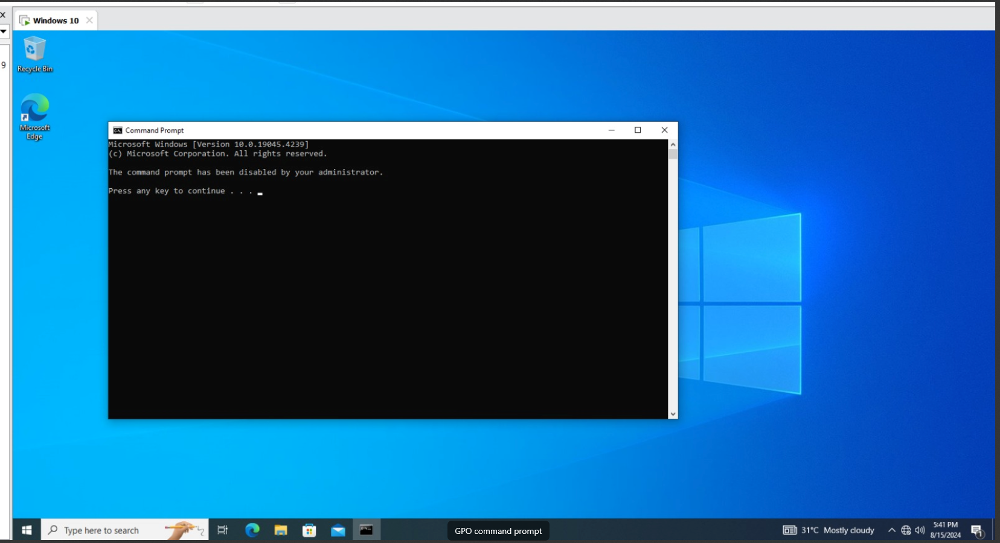 Windows 10
9
Recycle Bin
Microsoft
Edge
Command Prompt
Microsoft Windows [Version 10.0.19045.4239]
(c) Microsoft Corporation. All rights reserved.
The command prompt has been disabled by your administrator.
Press any key to continue . . .
Type here to search
GPO command prompt
31°C Mostly cloudy
5:41 PM
8/15/2024
1